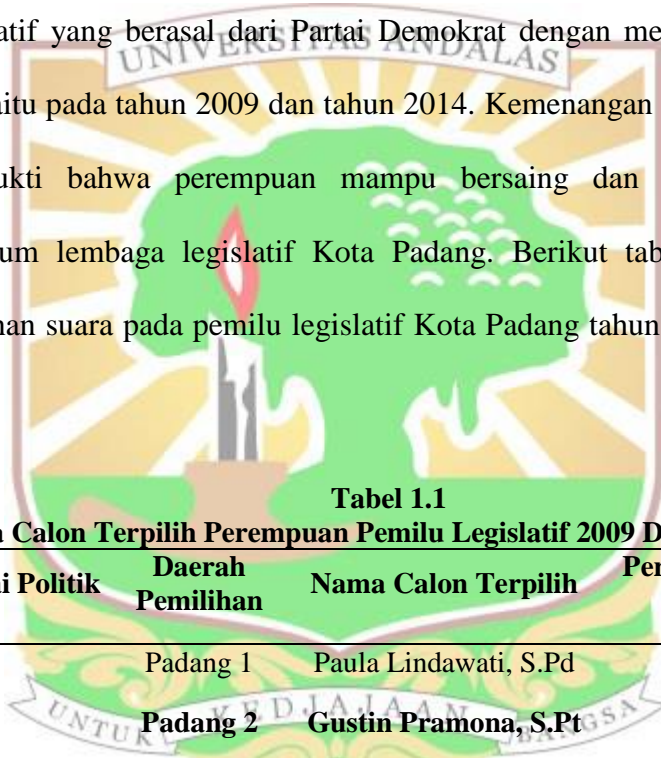 atif yang berasal dari Partai Demokrat dengan me
UNIVERSITAS ANDALAS
aitu pada tahun 2009 dan tahun 2014. Kemenangan
ukti bahwa perempuan mampu bersaing dan
um lembaga legislatif Kota Padang. Berikut tab
nan suara pada pemilu legislatif Kota Padang tahun
Tabel 1.1
a Calon Terpilih Perempuan Pemilu Legislatif 2009 D
ai Politik Daerah Pemilihan Nama Calon Terpilih Per
Padang 1 Paula Lindawati, S.Pd
Padang 2 Gustin Pramona, S.Pt
UNTUK KEDJAJAAN BANGSA